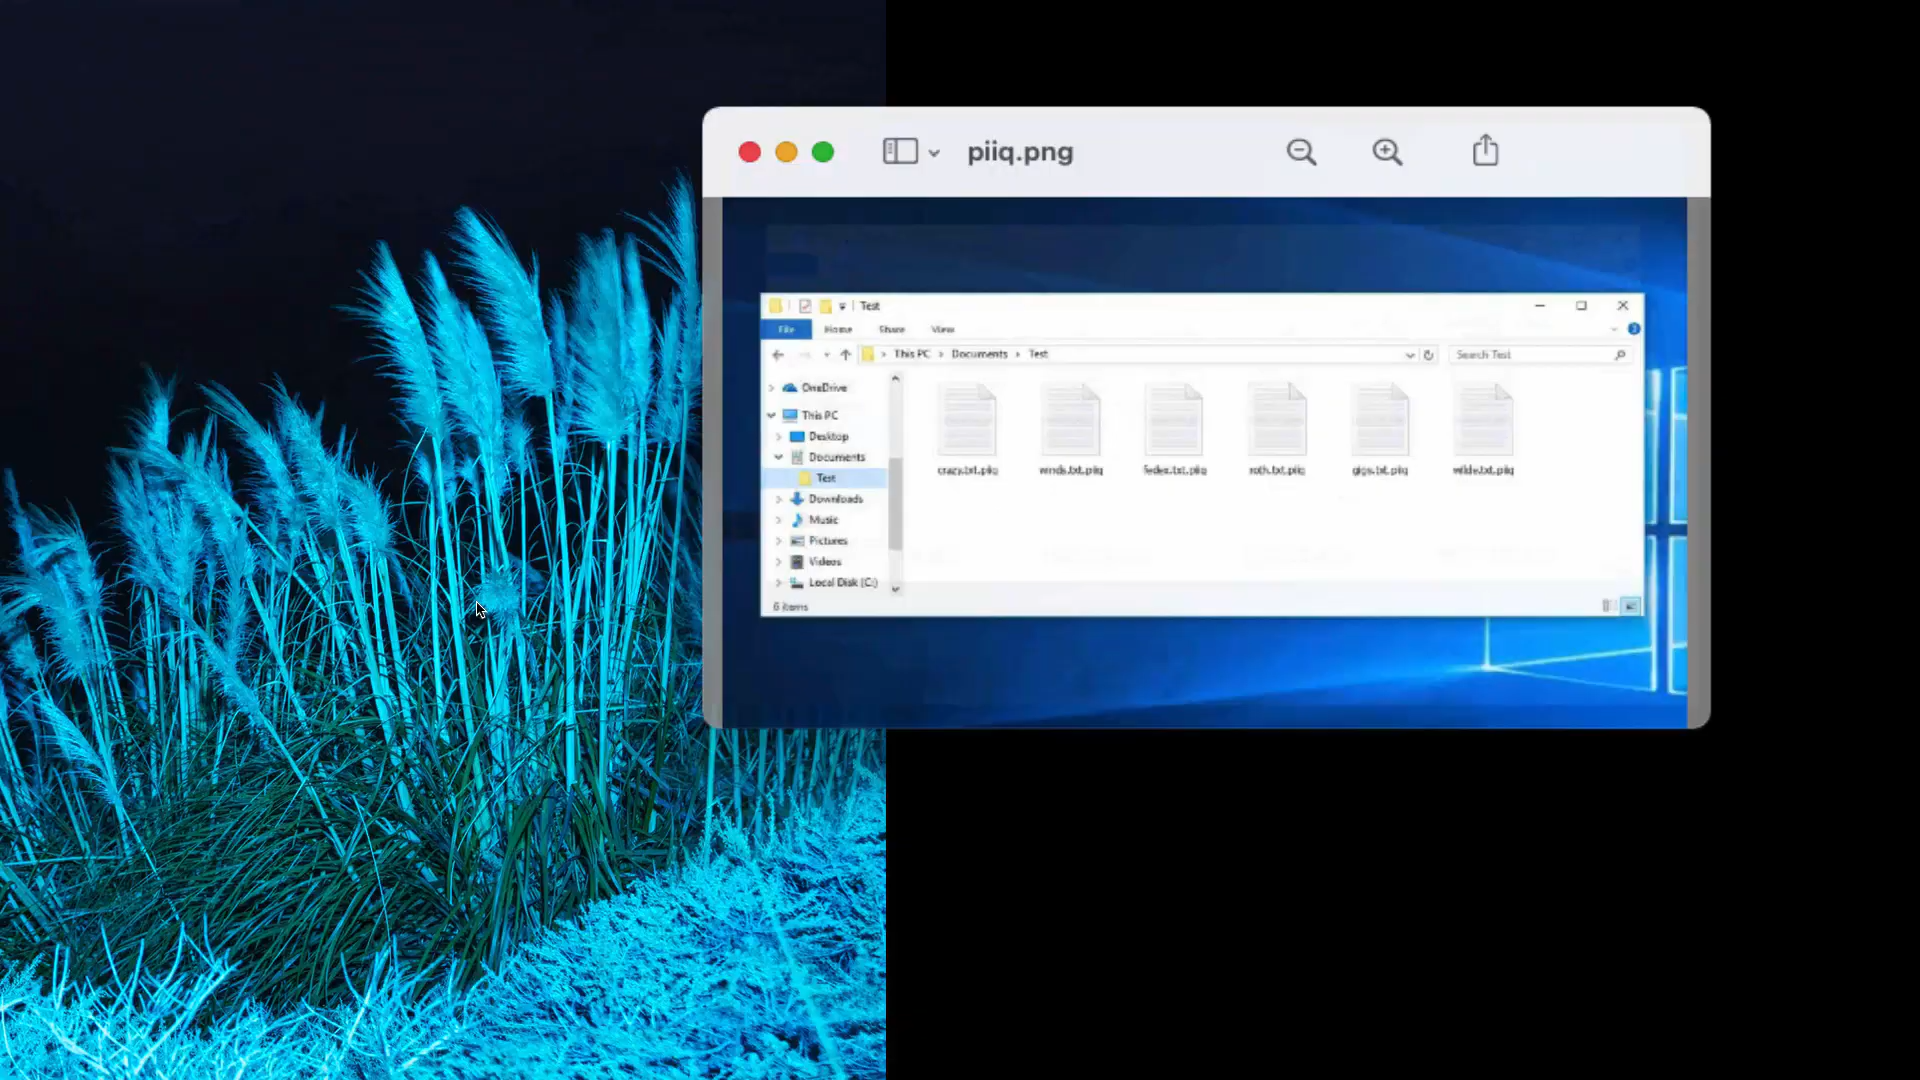 piiq.png
Test
File Home Share View
This PC Documents Test
Search Test
OneDrive
This PC
Desktop
Documents
Test
Downloads
Music
Pictures
Videos
Local Disk (C:)
crazy.txt.piiq winds.txt.piiq fedex.txt.piiq roth.txt.piiq gigs.txt.piiq wilde.txt.piiq
6 items